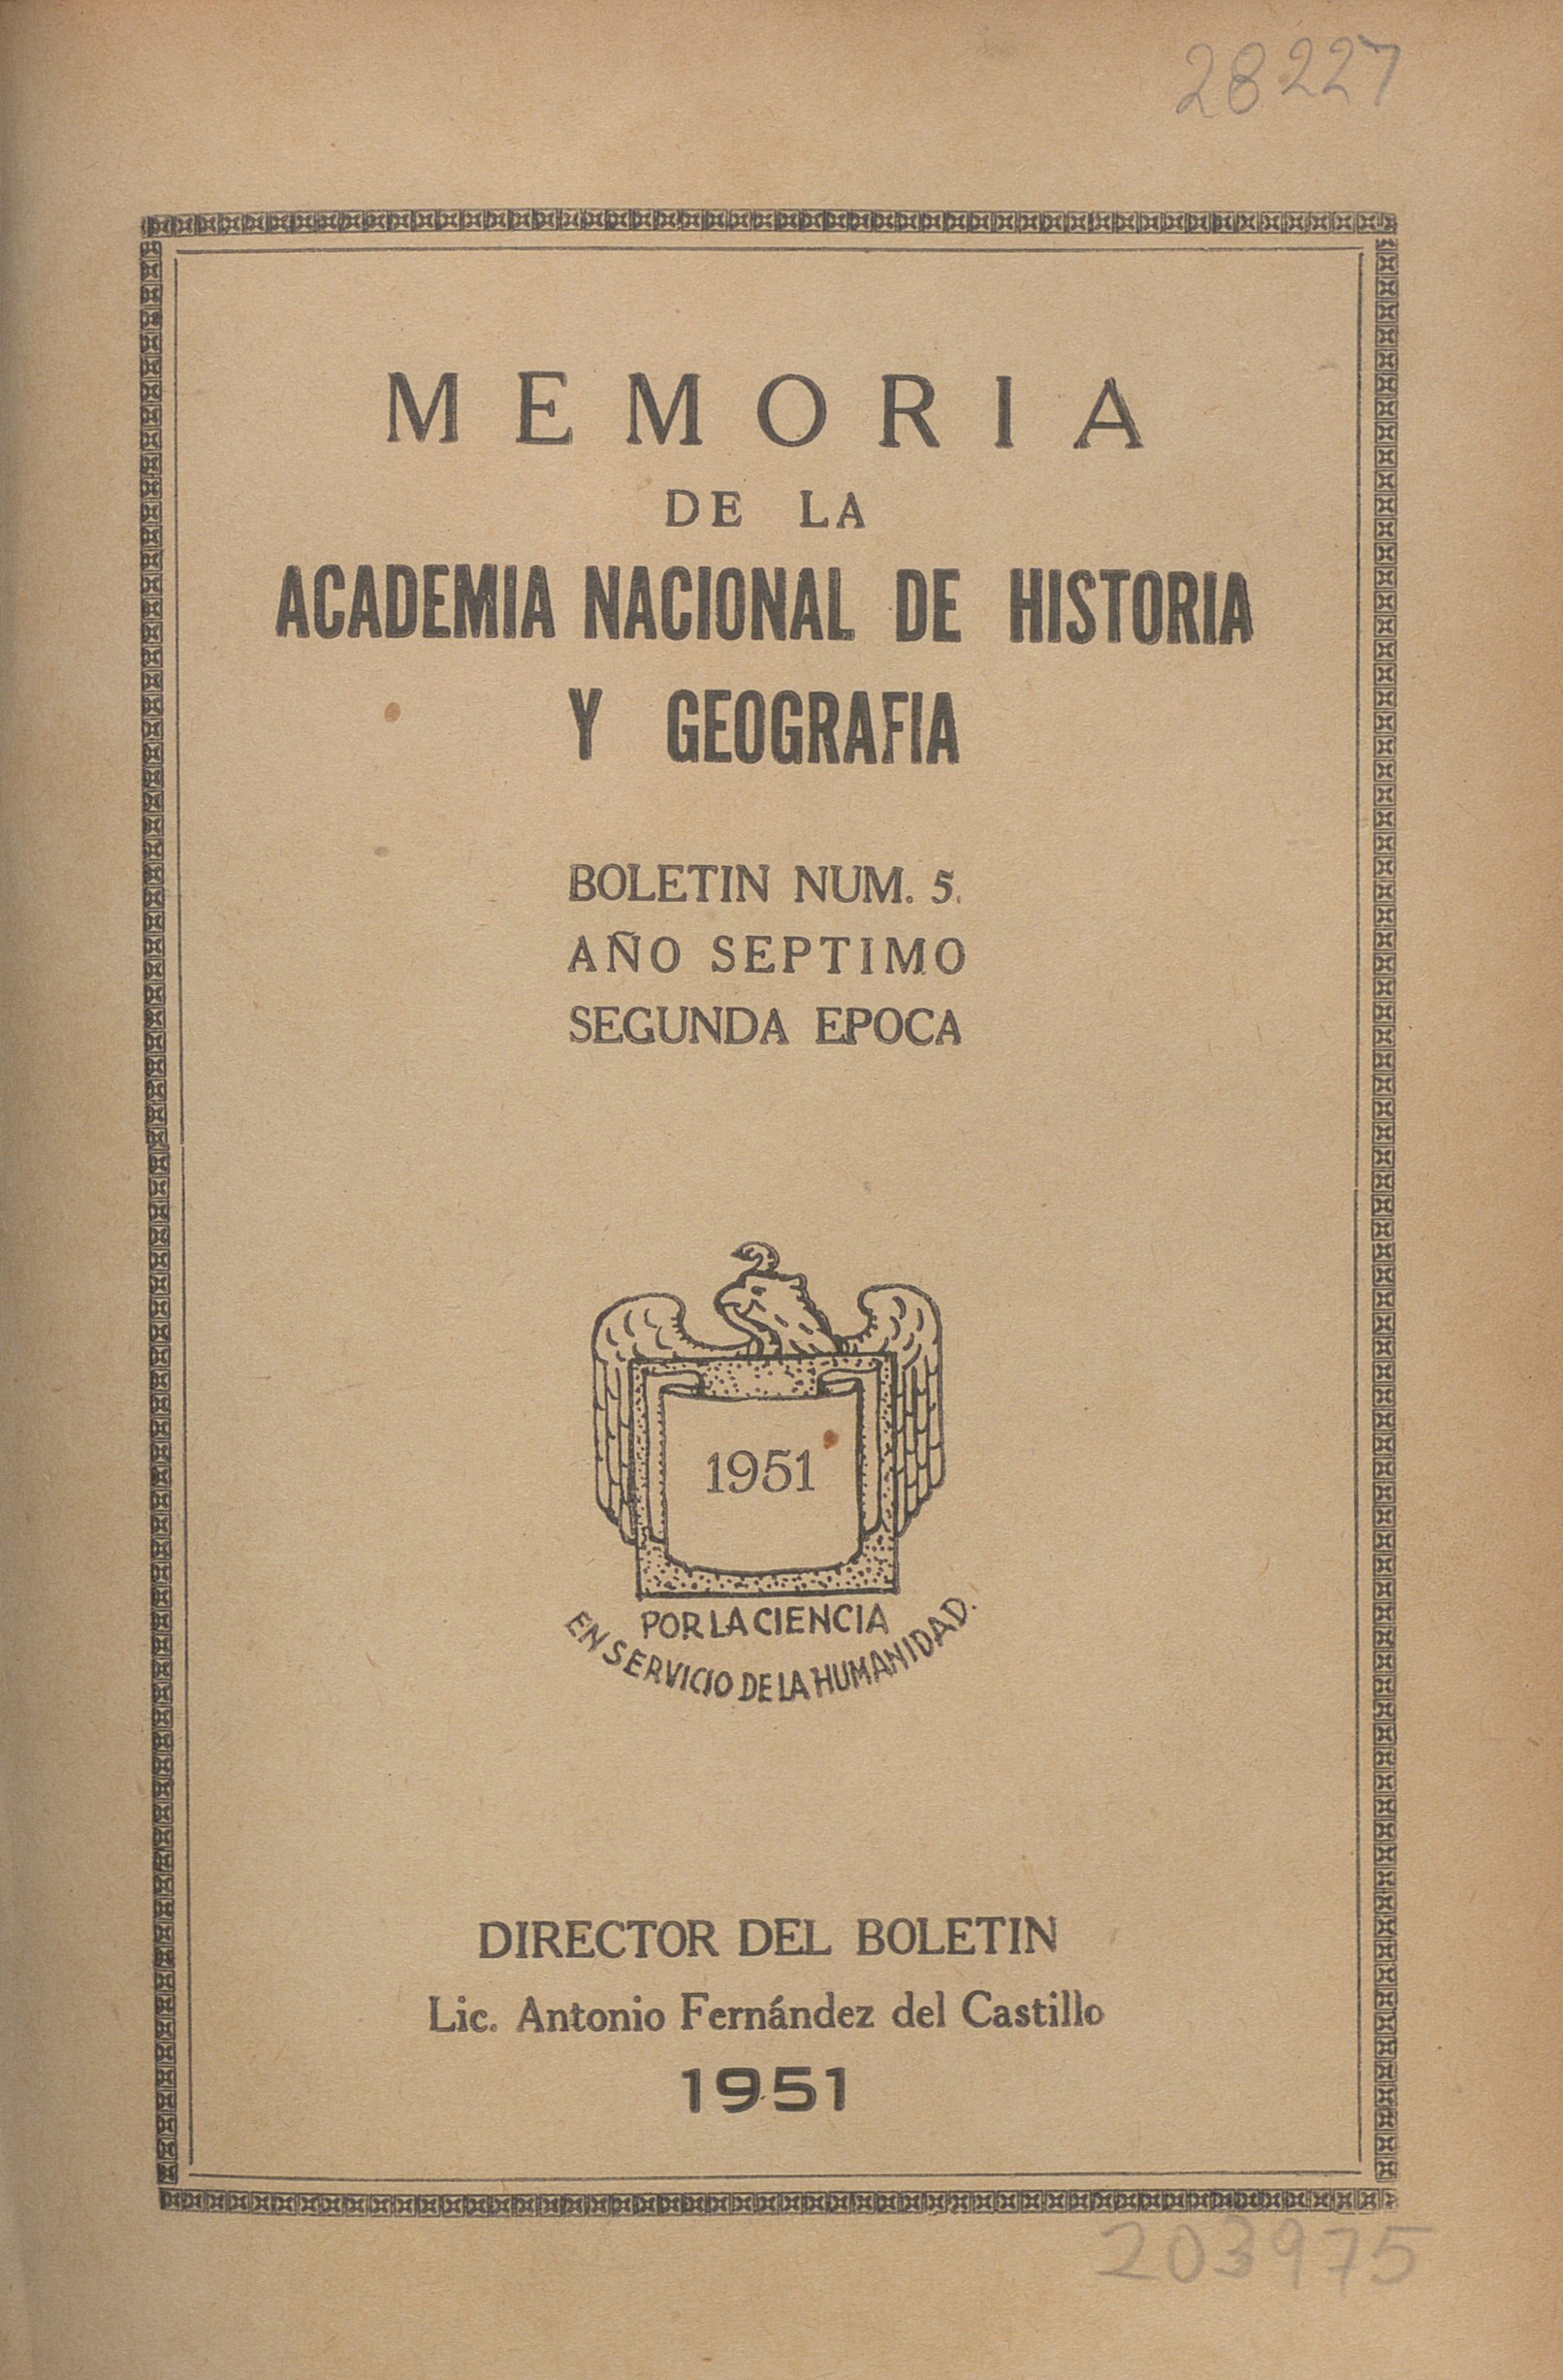 28227
MEMORIA
DE LA
ACADEMIA NACIONAL DE HISTORIA
Y GEOGRAFIA
BOLETIN NUM. 5.
AÑO SEPTIMO
SEGUNDA EPOCA
1951
POR LA CIENCIA
EN SERVICIO DE LA HUMANIDAD.
DIRECTOR DEL BOLETIN
Lic. Antonio Fernández del Castillo
1951
203975